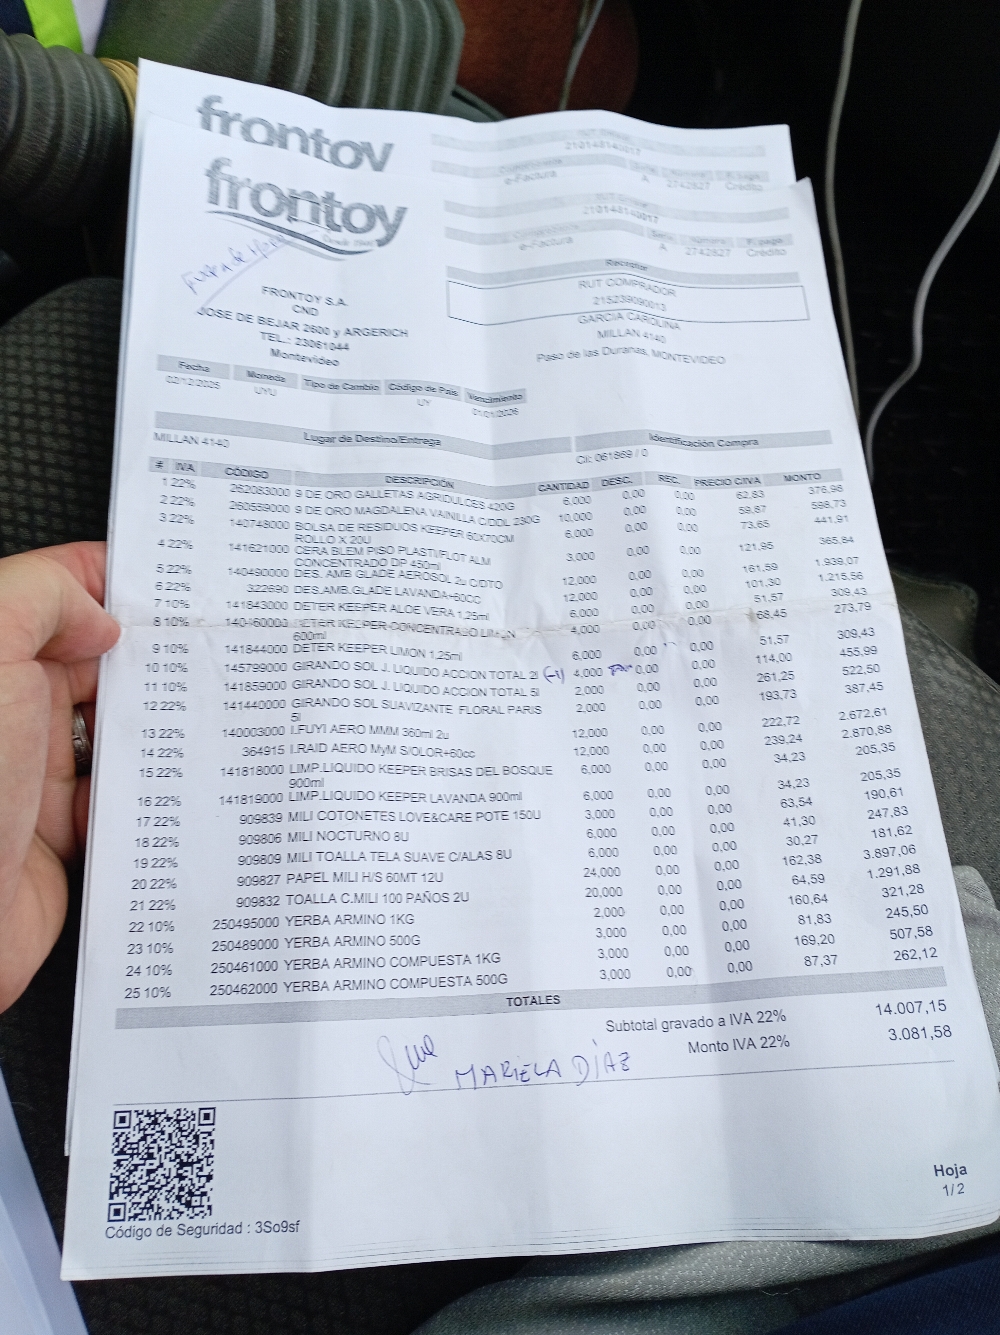 frontoy
RUT Emisor
210148140017
e-Factura A 2742827 Crédito
frontoy
Desde
210148140017
Serie Número F. pago
e-Factura A 2742827 Crédito
Fuera de
FRONTOY S.A.
CND
JOSE DE BEJAR 2600 y ARGERICH
TEL.: 23061044
Montevideo
Receptor
RUT COMPRADOR
215239090013
GARCIA CAROLINA
MILLAN 4140
Paso de las Duranas, MONTEVIDEO
Fecha Moneda Tipo de Cambio Código de País Vencimiento
02/12/2025 UYU UY 01/01/2026
Lugar de Destino/Entrega Identificación Compra
MILLAN 4140 Cli: 061869 / 0
# IVA CÓDIGO DESCRIPCIÓN CANTIDAD DESC. REC. PRECIO C/IVA MONTO
1 22% 262083000 9 DE ORO GALLETAS AGRIDULCES 420G 6,000 0,00 0,00 62,83 376,98
2 22% 260559000 9 DE ORO MAGDALENA VAINILLA C/DDL 230G 10,000 0,00 0,00 59,87 598,73
3 22% 140748000 BOLSA DE RESIDUOS KEEPER 60X70CM 6,000 0,00 0,00 73,65 441,91
ROLLO X 20U
4 22% 141621000 CERA BLEM PISO PLAST/FLOT ALM 3,000 0,00 0,00 121,95 365,84
CONCENTRADO DP 450ml
5 22% 140490000 DES. AMB.GLADE AEROSOL 2u C/DTO 12,000 0,00 0,00 161,59 1.939,07
6 22% 322690 DES.AMB.GLADE LAVANDA+60CC 12,000 0,00 0,00 101,30 1.215,56
7 10% 141843000 DETER KEEPER ALOE VERA 1,25ml 6,000 0,00 0,00 51,57 309,43
8 10% 140460000 DETER KEEPER CONCENTRADO LIMON 4,000 0,00 0,00 68,45 273,79
600ml
9 10% 141844000 DETER KEEPER LIMON 1,25ml 6,000 0,00 0,00 51,57 309,43
10 10% 145799000 GIRANDO SOL J. LIQUIDO ACCION TOTAL 2l (-1) 4,000 0,00 0,00 114,00 455,99
11 10% 141859000 GIRANDO SOL J. LIQUIDO ACCION TOTAL 5l 2,000 0,00 0,00 261,25 522,50
12 22% 141440000 GIRANDO SOL SUAVIZANTE FLORAL PARIS 2,000 0,00 0,00 193,73 387,45
5l
13 22% 140003000 I.FUYI AERO MMM 360ml 2u 12,000 0,00 0,00 222,72 2.672,61
14 22% 364915 I.RAID AERO MyM S/OLOR+60cc 12,000 0,00 0,00 239,24 2.870,88
15 22% 141818000 LIMP.LIQUIDO KEEPER BRISAS DEL BOSQUE 6,000 0,00 0,00 34,23 205,35
900ml
16 22% 141819000 LIMP.LIQUIDO KEEPER LAVANDA 900ml 6,000 0,00 0,00 34,23 205,35
17 22% 909839 MILI COTONETES LOVE&CARE POTE 150U 3,000 0,00 0,00 63,54 190,61
18 22% 909806 MILI NOCTURNO 8U 6,000 0,00 0,00 41,30 247,83
19 22% 909809 MILI TOALLA TELA SUAVE C/ALAS 8U 6,000 0,00 0,00 30,27 181,62
20 22% 909827 PAPEL MILI H/S 60MT 12U 24,000 0,00 0,00 162,38 3.897,06
21 22% 909832 TOALLA C.MILI 100 PAÑOS 2U 20,000 0,00 0,00 64,59 1.291,88
22 10% 250495000 YERBA ARMINO 1KG 2,000 0,00 0,00 160,64 321,28
23 10% 250489000 YERBA ARMINO 500G 3,000 0,00 0,00 81,83 245,50
24 10% 250461000 YERBA ARMINO COMPUESTA 1KG 3,000 0,00 0,00 169,20 507,58
25 10% 250462000 YERBA ARMINO COMPUESTA 500G 3,000 0,00 0,00 87,37 262,12
TOTALES
Subtotal gravado a IVA 22% 14.007,15
Monto IVA 22% 3.081,58
MARIELA DÍAZ
Hoja
1/ 2
Código de Seguridad : 3So9sf